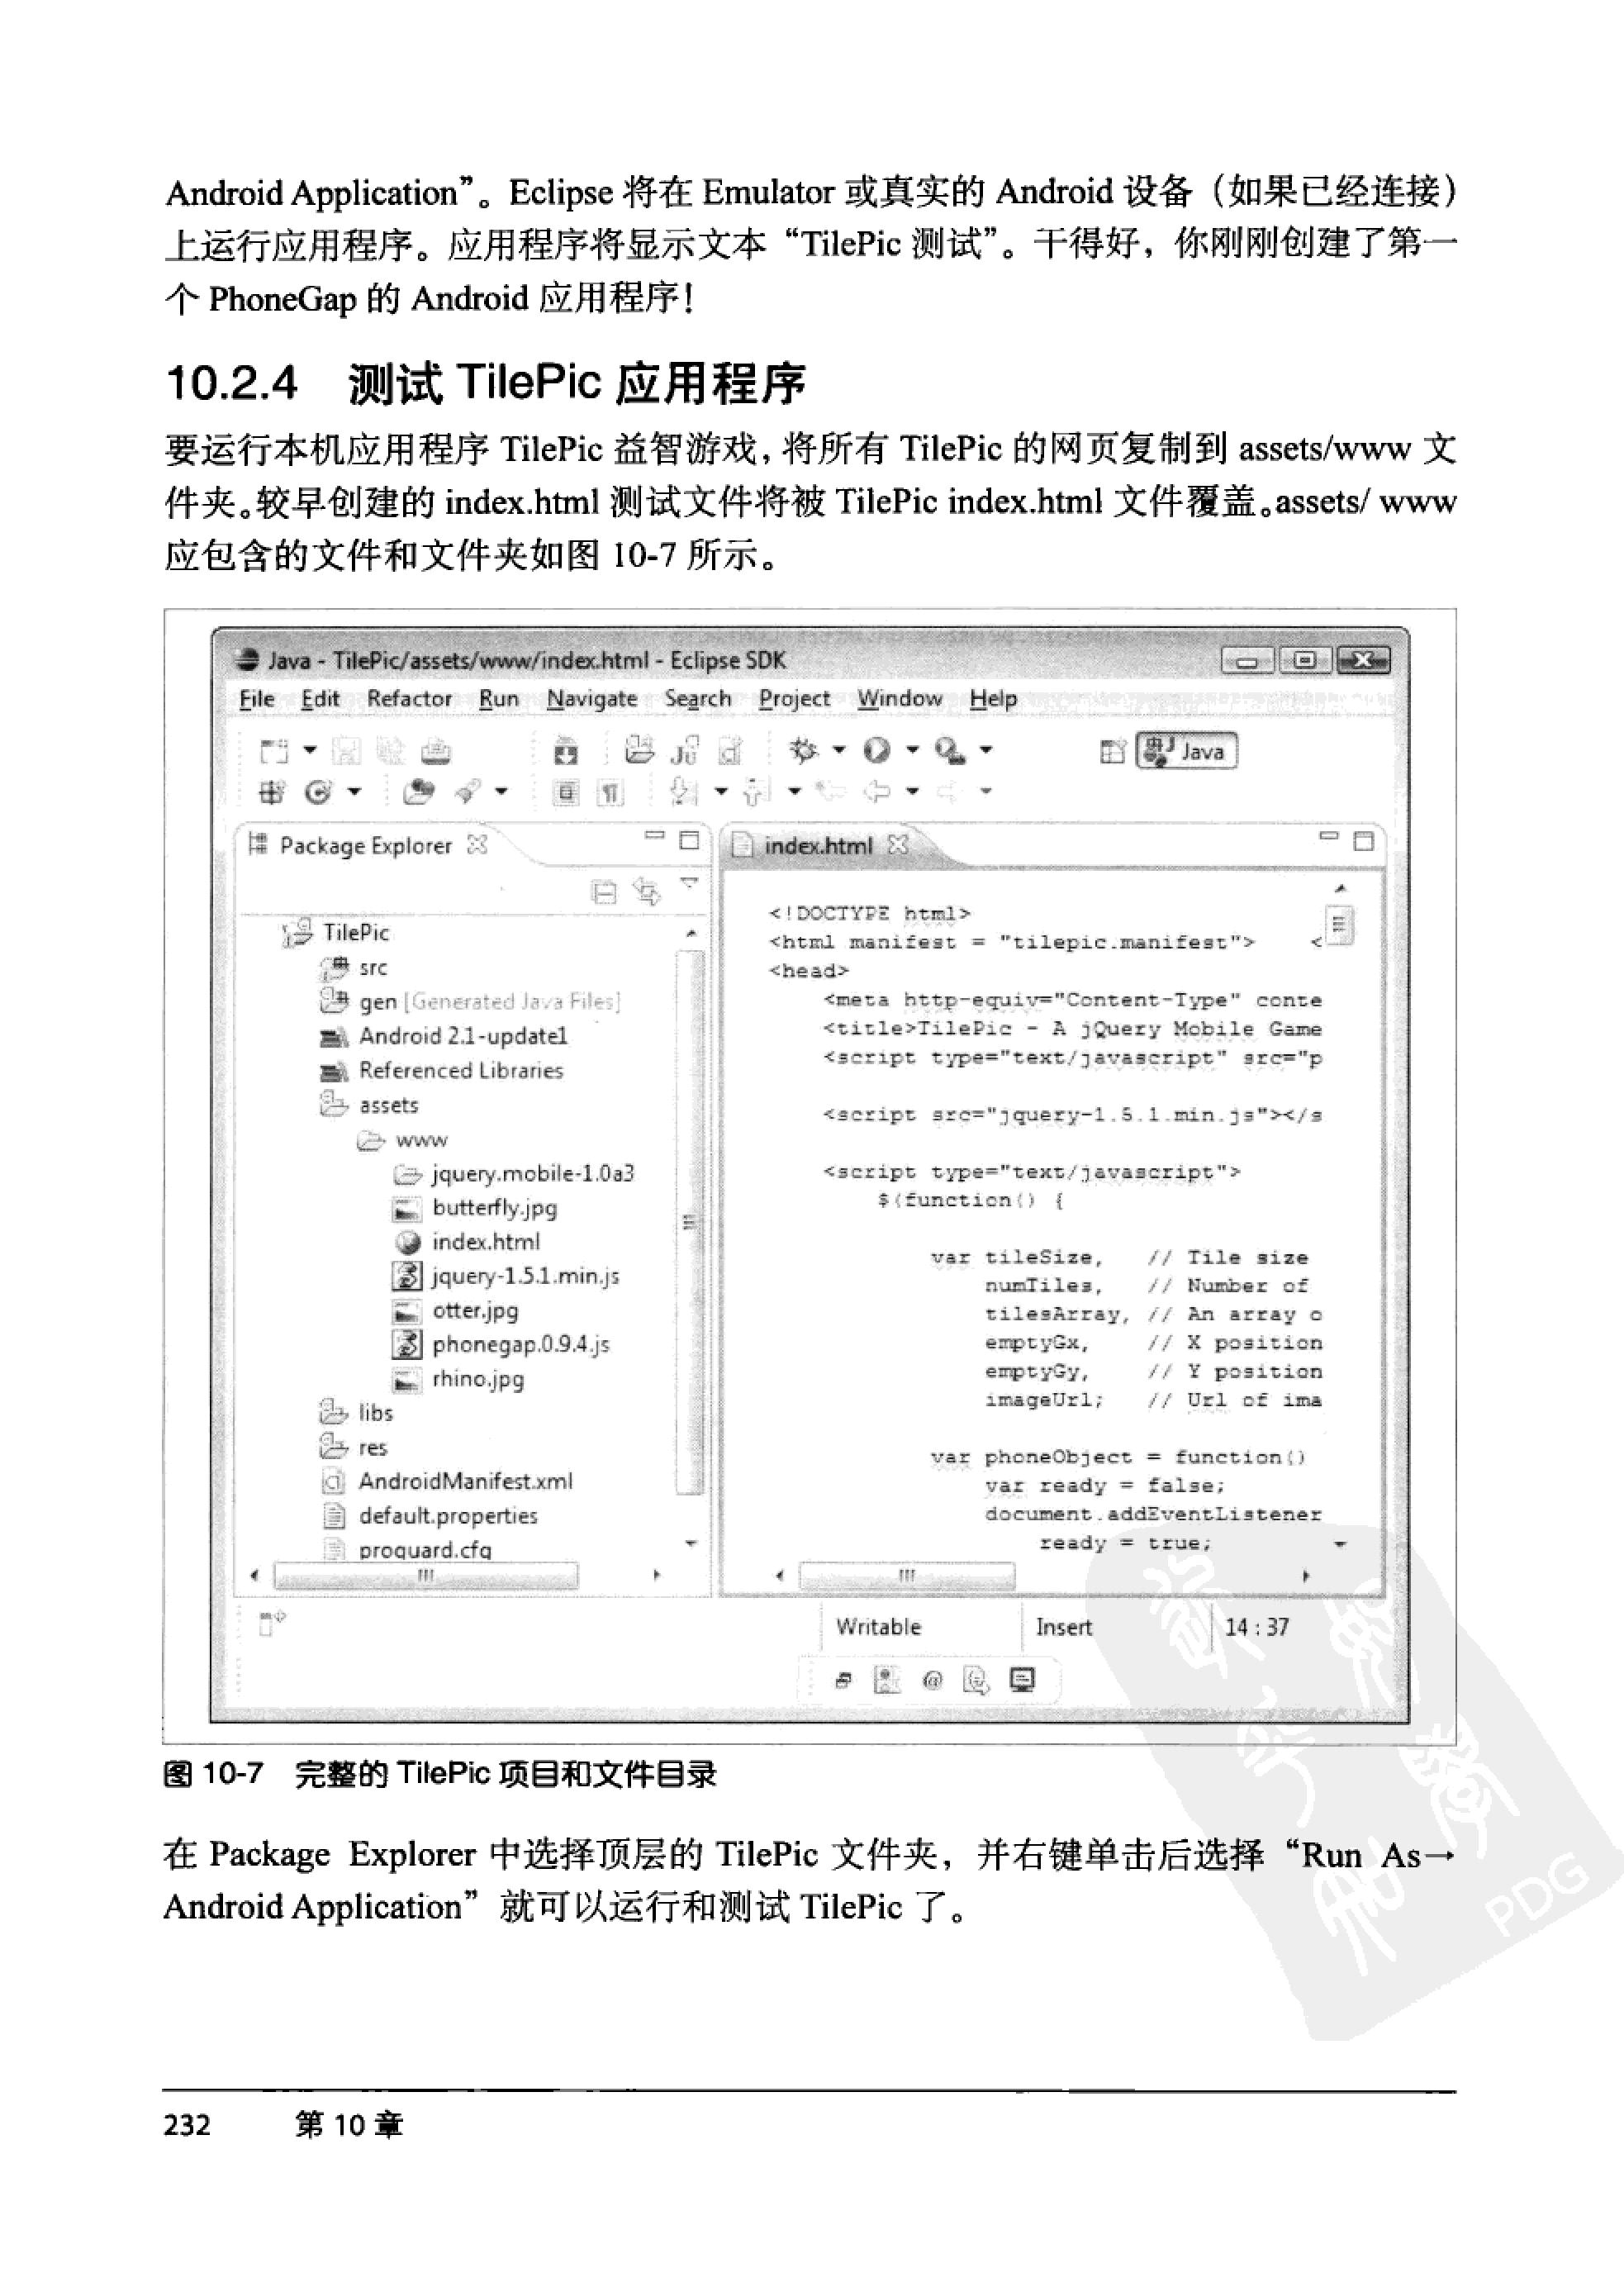 Android Application”。Eclipse 将在 Emulator 或真实的 Android 设备（如果已经连接）
上运行应用程序。应用程序将显示文本“TilePic 测试”。干得好，你刚刚创建了第一
个 PhoneGap 的 Android 应用程序！
10.2.4 测试 TilePic 应用程序
要运行本机应用程序 TilePic 益智游戏，将所有 TilePic 的网页复制到 assets/www 文
件夹。较早创建的 index.html 测试文件将被 TilePic index.html 文件覆盖。assets/ www
应包含的文件和文件夹如图 10-7 所示。
Java - TilePic/assets/www/index.html - Eclipse SDK
File Edit Refactor Run Navigate Search Project Window Help
Java
Package Explorer
TilePic
src
gen [Generated Java Files]
Android 2.1-update1
Referenced Libraries
assets
www
jquery.mobile-1.0a3
butterfly.jpg
index.html
jquery-1.5.1.min.js
otter.jpg
phonegap.0.9.4.js
rhino.jpg
libs
res
AndroidManifest.xml
default.properties
proguard.cfg
index.html
<!DOCTYPE html>
<html manifest = "tilepic.manifest"> <
<head>
<meta http-equiv="Content-Type" conte
<title>TilePic - A jQuery Mobile Game
<script type="text/javascript" src="p
<script src="jquery-1.5.1.min.js"></s
<script type="text/javascript">
$(function() {
var tileSize, // Tile size
numTiles, // Number of
tilesArray, // An array o
emptyGx, // X position
emptyGy, // Y position
imageUrl; // Url of ima
var phoneObject = function()
var ready = false;
document.addEventListener
ready = true;
Writable Insert 14 : 37
图 10-7 完整的 TilePic 项目和文件目录
在 Package Explorer 中选择顶层的 TilePic 文件夹，并右键单击后选择“Run As→
Android Application”就可以运行和测试 TilePic 了。
PDG
232 第 10 章